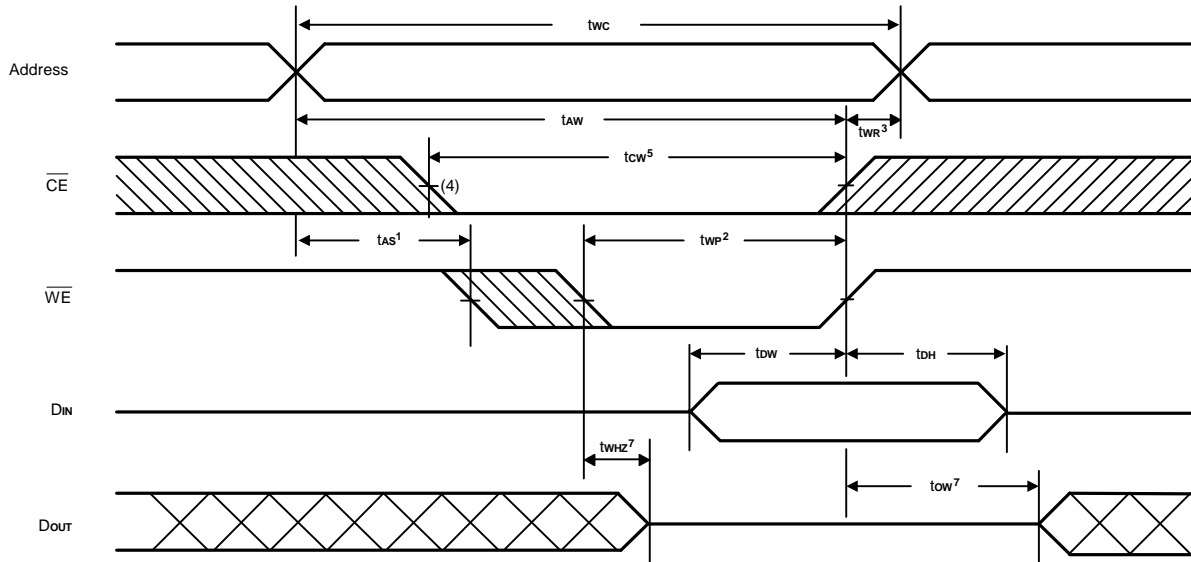 tWC
Address
tAW
tWR³
tCW⁵
CE
(4)
tAS¹
tWP²
WE
tDW
tDH
DIN
tWHZ⁷
tOW⁷
DOUT